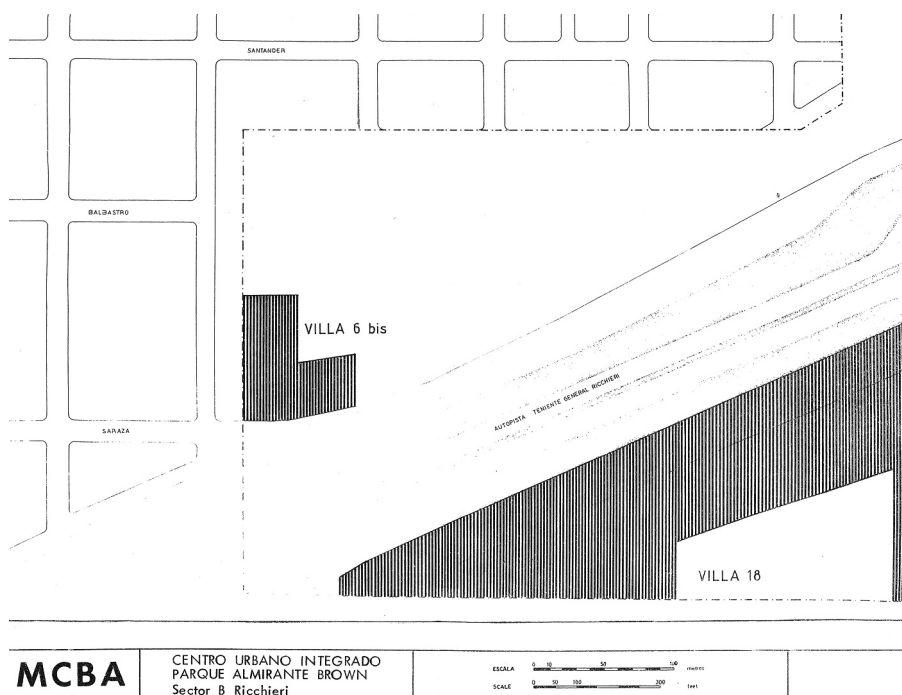 SANTANDER
BALBASTRO
VILLA 6 bis
AUTOPISTA TENIENTE GENERAL RICCHIERI
SARAZA
VILLA 18
MCBA
CENTRO URBANO INTEGRADO
PARQUE ALMIRANTE BROWN
Sector B Ricchieri
ESCALA 0 10 50 100 metros
SCALE 0 50 100 200 feet